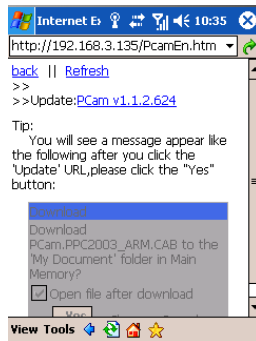 Internet Ex 10:35
http://192.168.3.135/PcamEn.htm
back || Refresh
>>
>>Update:PCam v1.1.2.624
Tip:
You will see a message appear like
the following after you click the
'Update' URL,please click the "Yes"
button:
Download
Download
PCam.PPC2003_ARM.CAB to the
'My Document' folder in Main
Memory?
Open file after download
Yes
View Tools